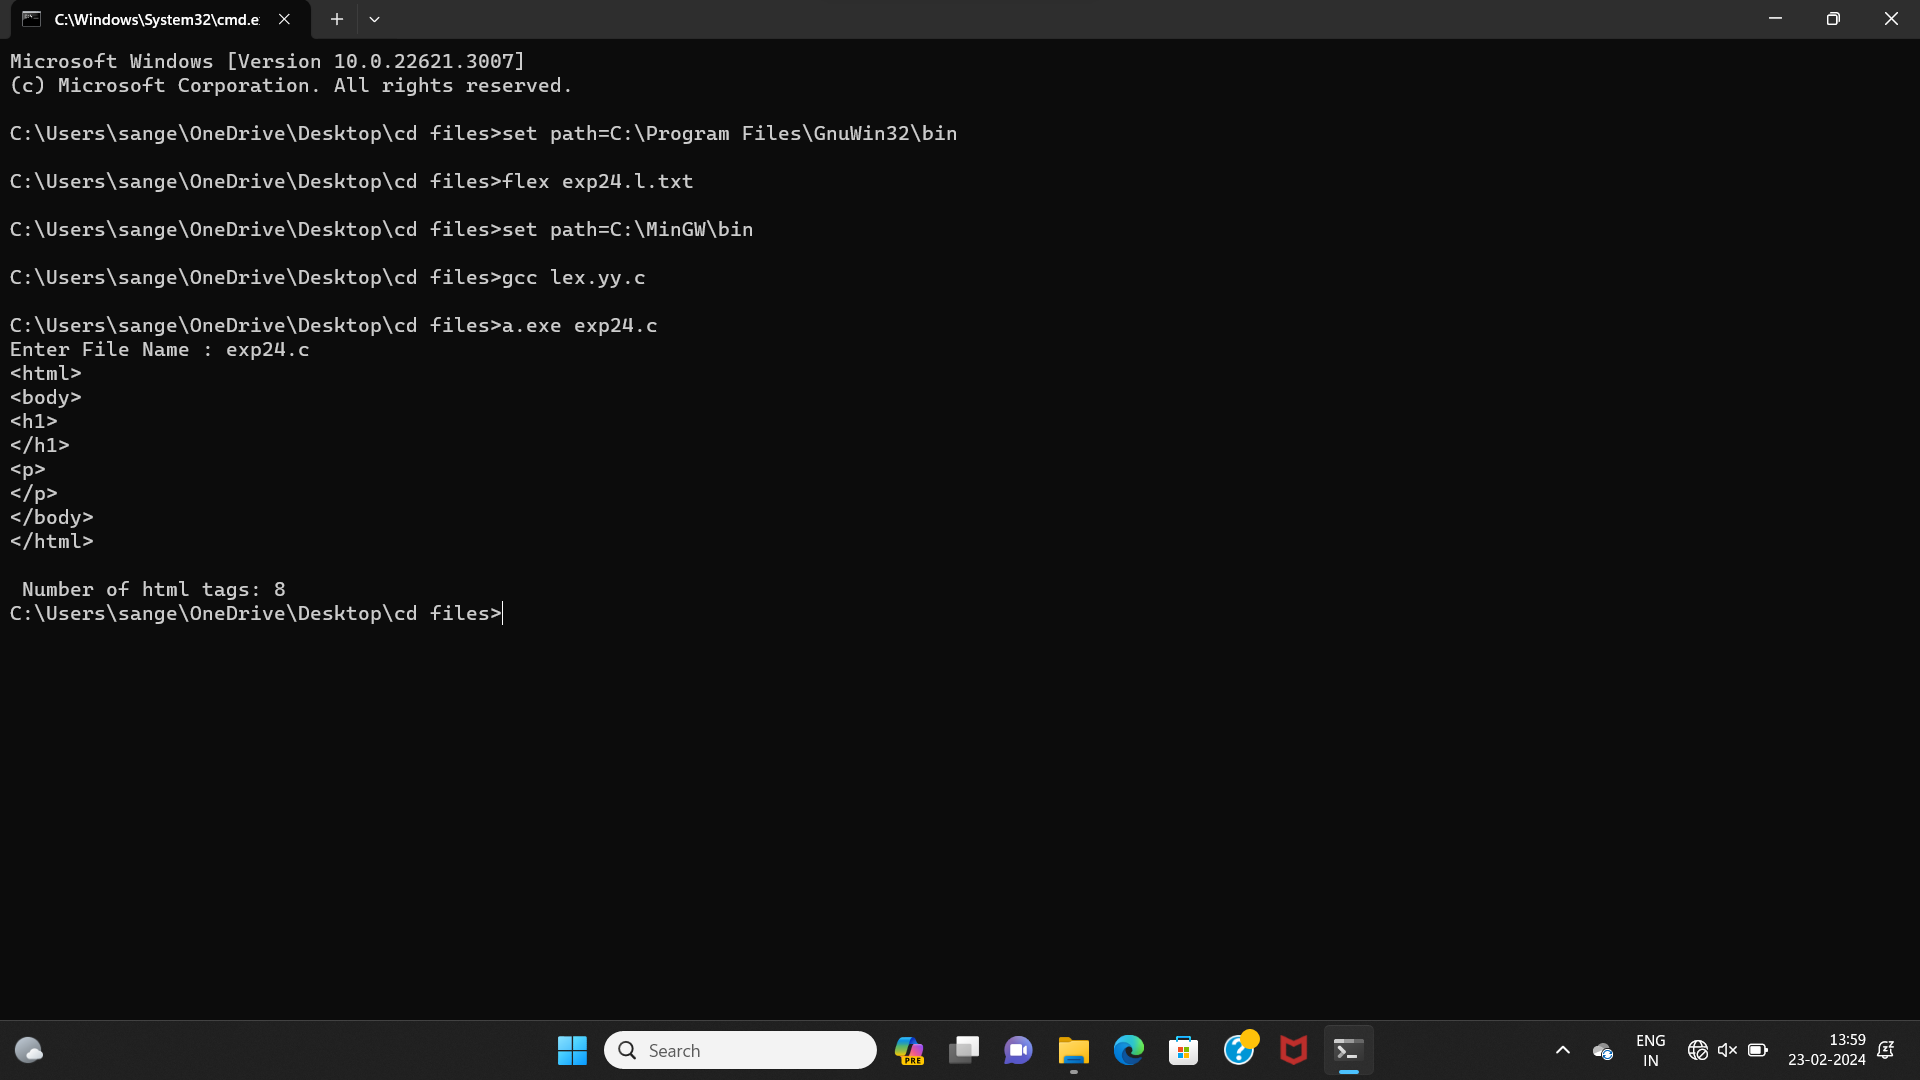 C:\Windows\System32\cmd.e
Microsoft Windows [Version 10.0.22621.3007]
(c) Microsoft Corporation. All rights reserved.
C:\Users\sange\OneDrive\Desktop\cd files>set path=C:\Program Files\GnuWin32\bin
C:\Users\sange\OneDrive\Desktop\cd files>flex exp24.l.txt
C:\Users\sange\OneDrive\Desktop\cd files>set path=C:\MinGW\bin
C:\Users\sange\OneDrive\Desktop\cd files>gcc lex.yy.c
C:\Users\sange\OneDrive\Desktop\cd files>a.exe exp24.c
Enter File Name : exp24.c
<html>
<body>
<h1>
</h1>
<p>
</p>
</body>
</html>
Number of html tags: 8
C:\Users\sange\OneDrive\Desktop\cd files>
Search
PRE
ENG
IN
13:59
23-02-2024